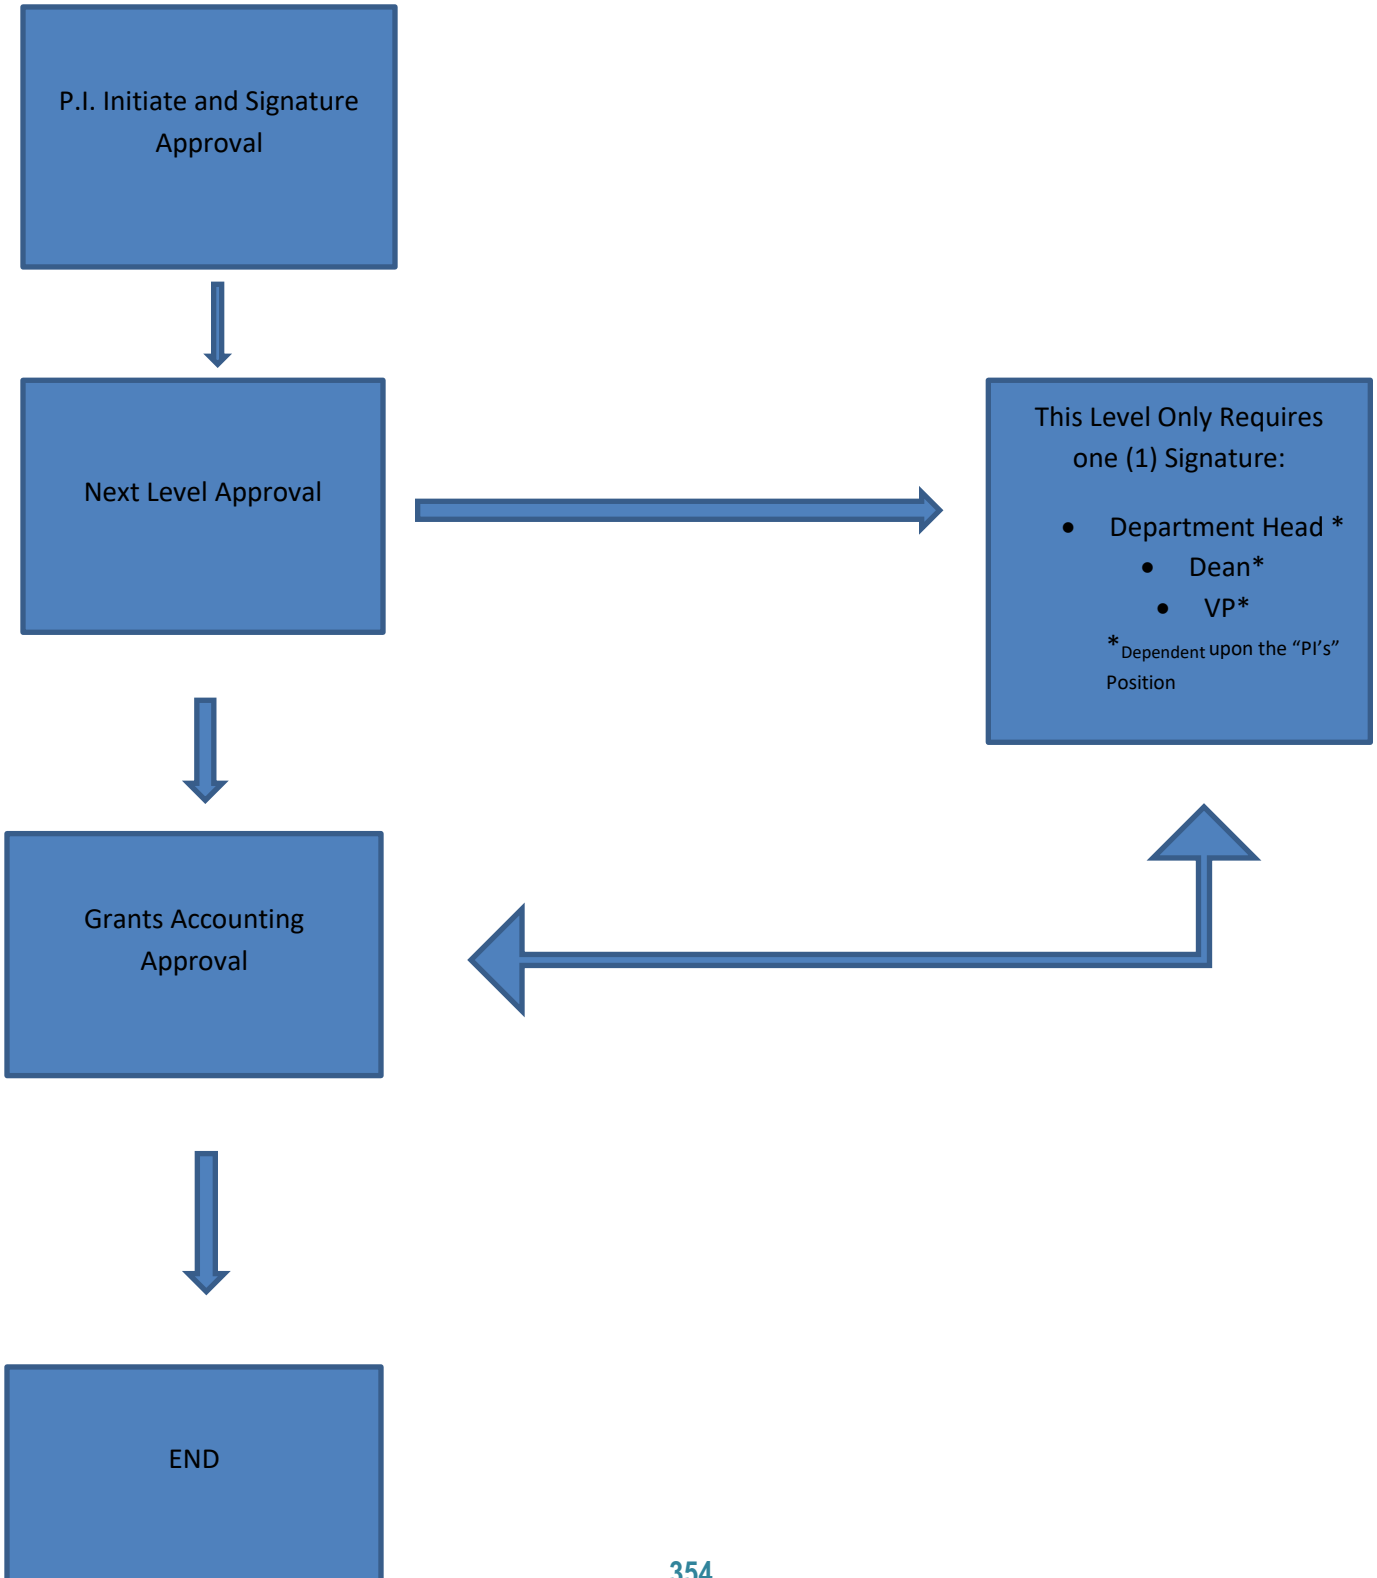 P.I. Initiate and Signature
Approval
Next Level Approval
This Level Only Requires
one (1) Signature:
• Department Head *
• Dean*
• VP*
*Dependent upon the “PI’s”
Position
Grants Accounting
Approval
END
354